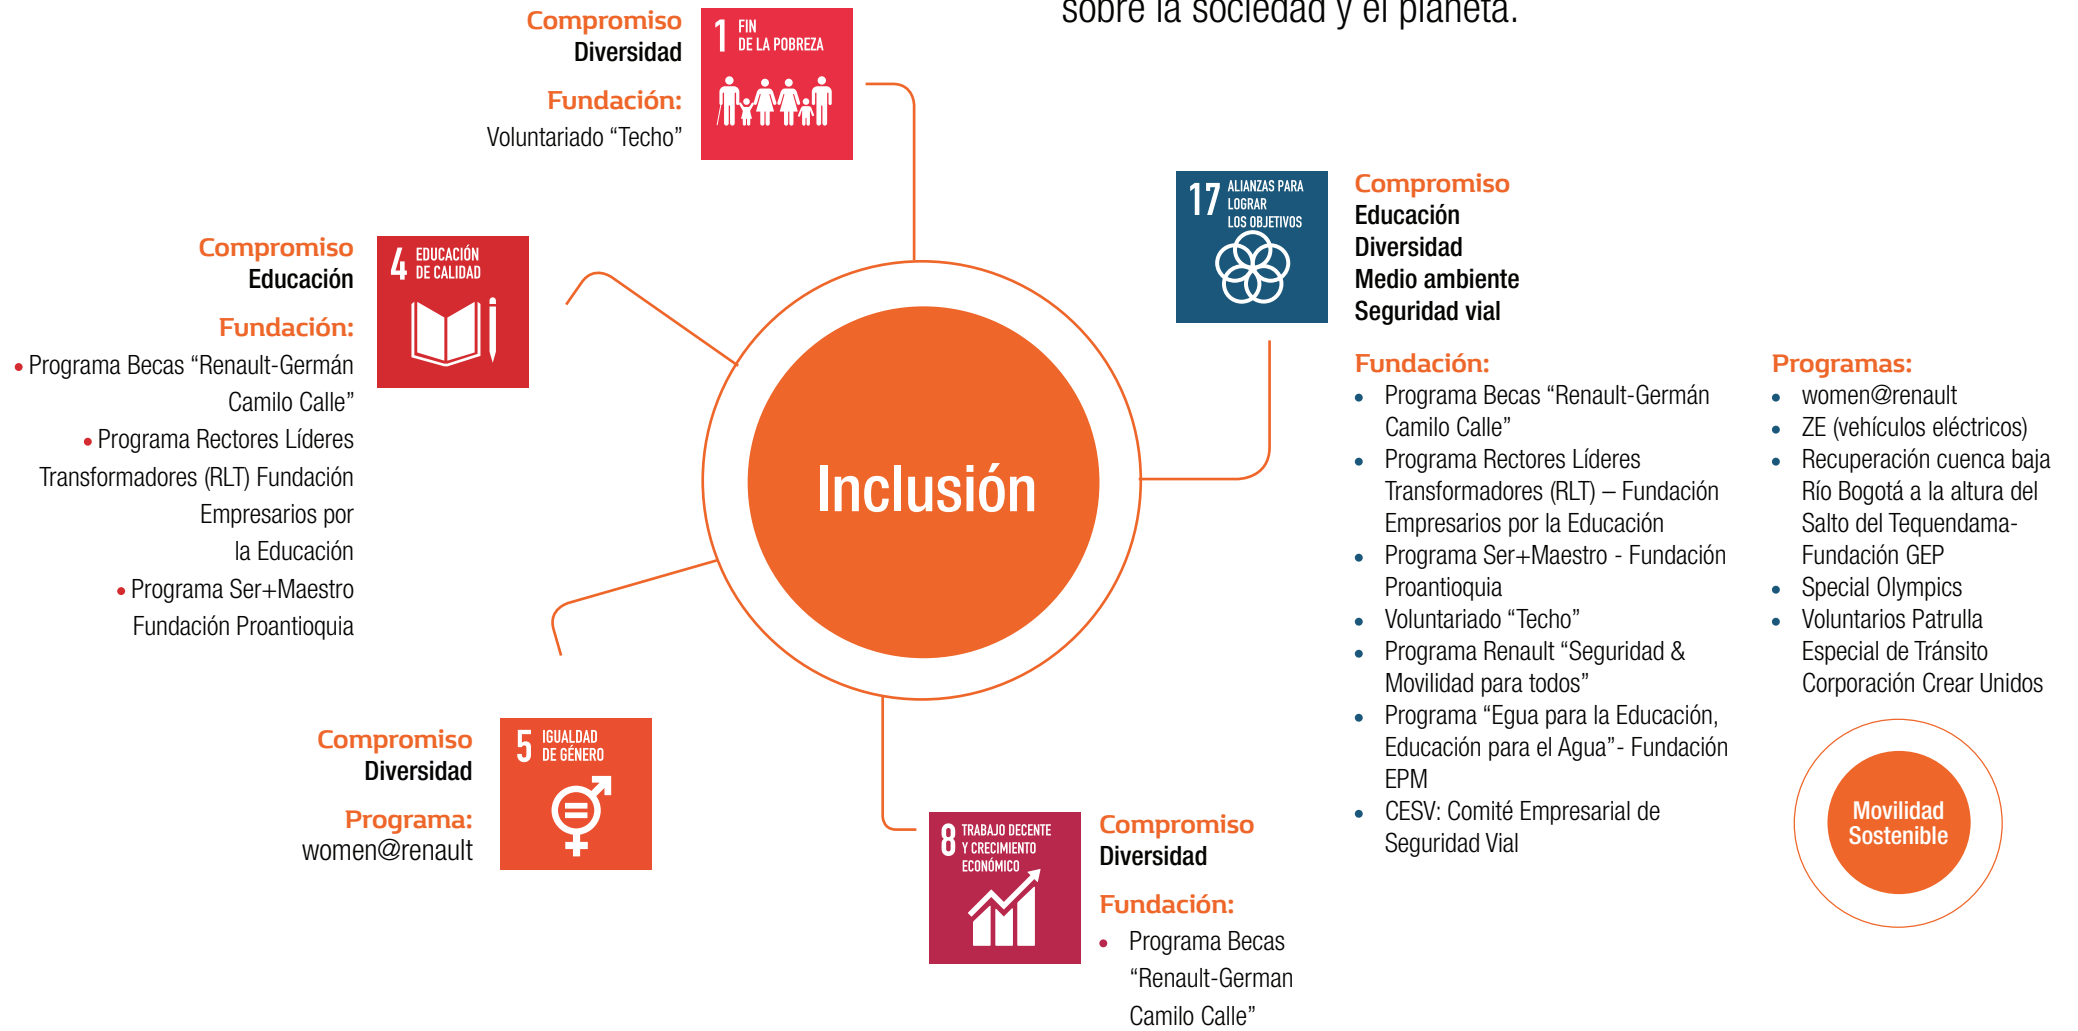 sobre la sociedad y el planeta.
Compromiso
Diversidad
Fundación:
Voluntariado “Techo”
1 FIN
DE LA POBREZA
Compromiso
Educación
Fundación:
• Programa Becas “Renault-Germán
Camilo Calle”
• Programa Rectores Líderes
Transformadores (RLT) Fundación
Empresarios por
la Educación
• Programa Ser+Maestro
Fundación Proantioquia
4 EDUCACIÓN
DE CALIDAD
Inclusión
17 ALIANZAS PARA
LOGRAR
LOS OBJETIVOS
Compromiso
Educación
Diversidad
Medio ambiente
Seguridad vial
Fundación:
• Programa Becas “Renault-Germán
Camilo Calle”
• Programa Rectores Líderes
Transformadores (RLT) – Fundación
Empresarios por la Educación
• Programa Ser+Maestro - Fundación
Proantioquia
• Voluntariado “Techo”
• Programa Renault “Seguridad &
Movilidad para todos”
• Programa “Egua para la Educación,
Educación para el Agua”- Fundación
EPM
• CESV: Comité Empresarial de
Seguridad Vial
Programas:
• women@renault
• ZE (vehículos eléctricos)
• Recuperación cuenca baja
Río Bogotá a la altura del
Salto del Tequendama-
Fundación GEP
• Special Olympics
• Voluntarios Patrulla
Especial de Tránsito
Corporación Crear Unidos
Movilidad
Sostenible
Compromiso
Diversidad
Programa:
women@renault
5 IGUALDAD
DE GÉNERO
8 TRABAJO DECENTE
Y CRECIMIENTO
ECONÓMICO
Compromiso
Diversidad
Fundación:
• Programa Becas
“Renault-German
Camilo Calle”